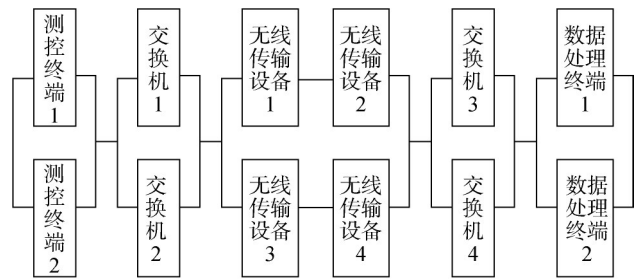 测控终端1
交换机1
无线传输设备1
无线传输设备2
交换机3
数据处理终端1
测控终端2
交换机2
无线传输设备3
无线传输设备4
交换机4
数据处理终端2